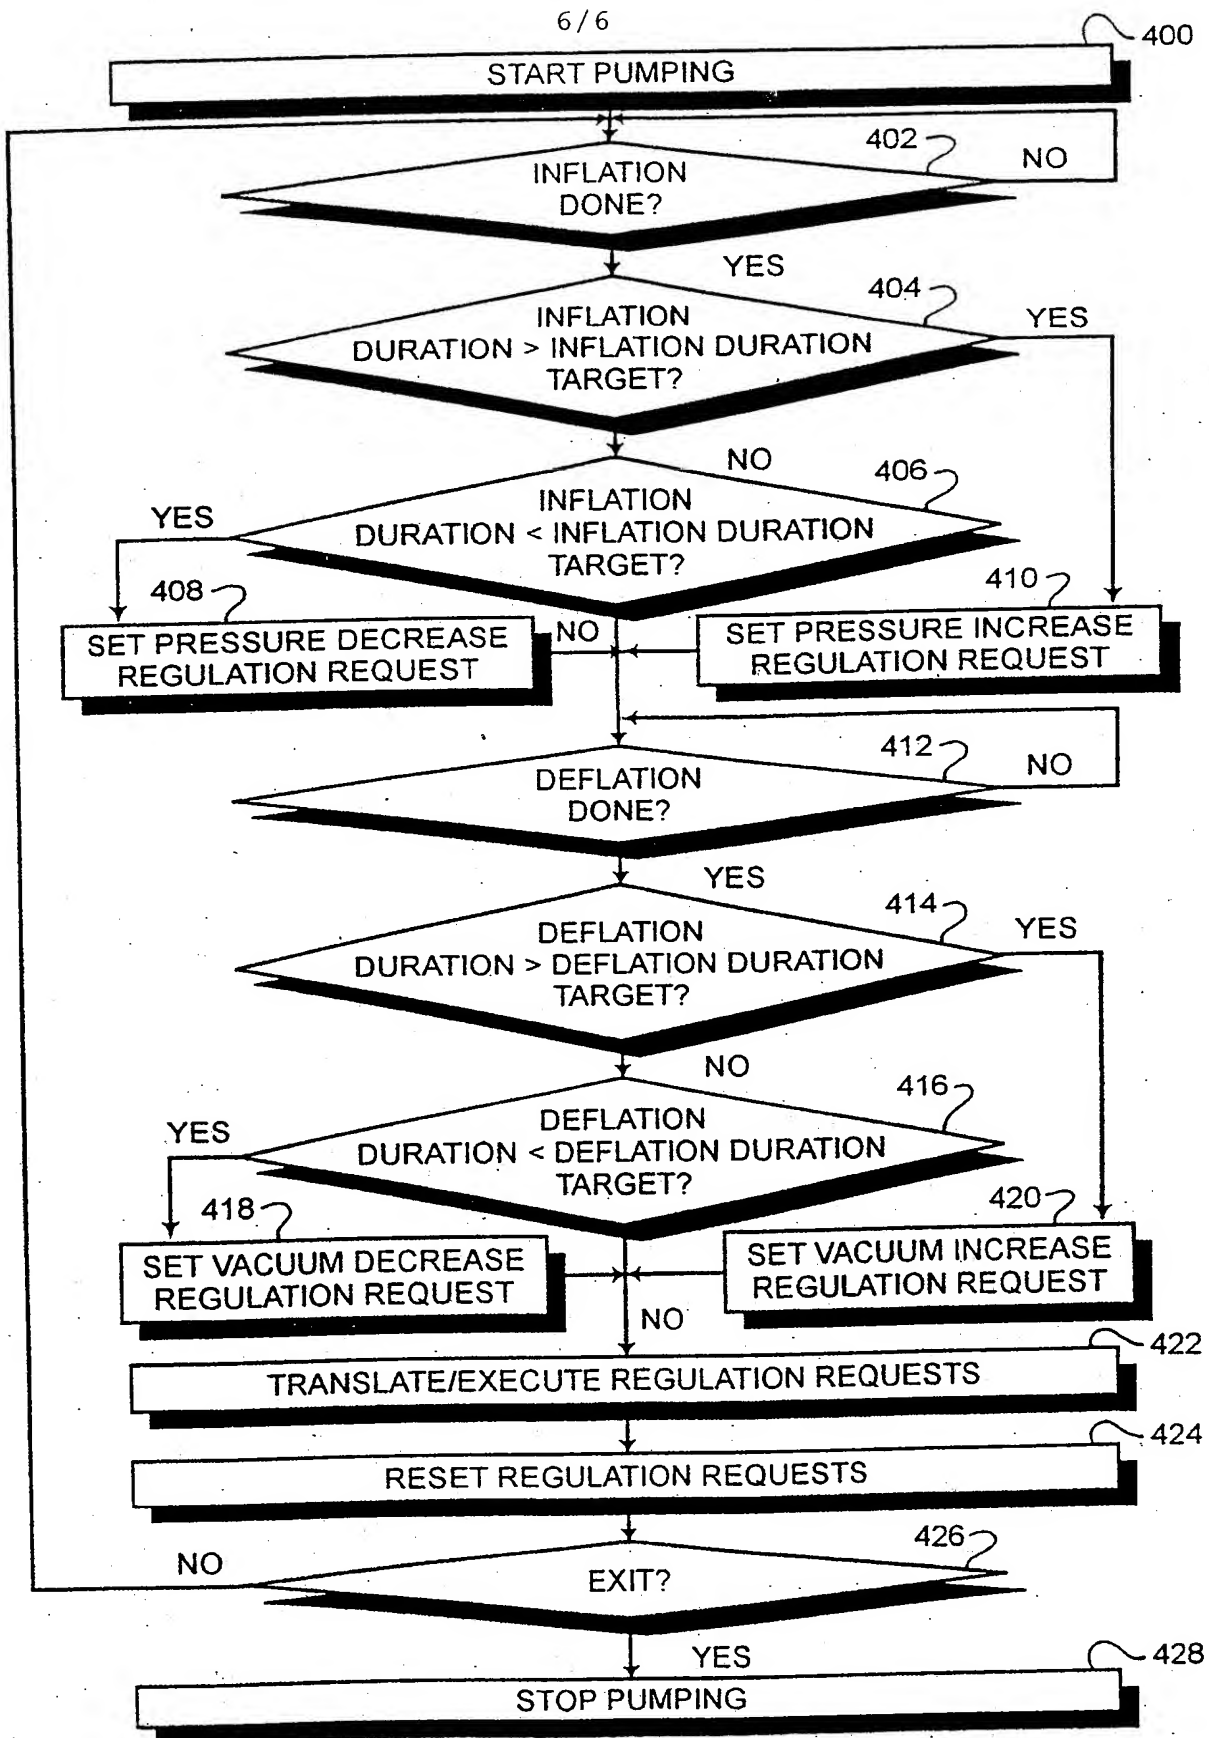 6/6
400
START PUMPING
402
NO
INFLATION
DONE?
YES
404
YES
INFLATION
DURATION > INFLATION DURATION
TARGET?
NO
406
YES
INFLATION
DURATION < INFLATION DURATION
TARGET?
408
410
SET PRESSURE DECREASE
REGULATION REQUEST
NO
SET PRESSURE INCREASE
REGULATION REQUEST
412
NO
DEFLATION
DONE?
YES
414
YES
DEFLATION
DURATION > DEFLATION DURATION
TARGET?
NO
416
YES
DEFLATION
DURATION < DEFLATION DURATION
TARGET?
418
420
SET VACUUM DECREASE
REGULATION REQUEST
SET VACUUM INCREASE
REGULATION REQUEST
NO
422
TRANSLATE/EXECUTE REGULATION REQUESTS
424
RESET REGULATION REQUESTS
426
NO
EXIT?
YES
428
STOP PUMPING